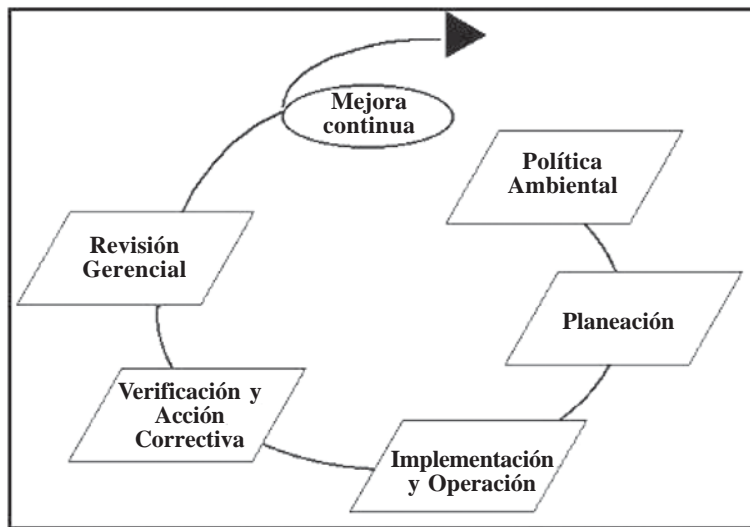 Mejora
continua
Política
Ambiental
Planeación
Implementación
y Operación
Verificación y
Acción
Correctiva
Revisión
Gerencial